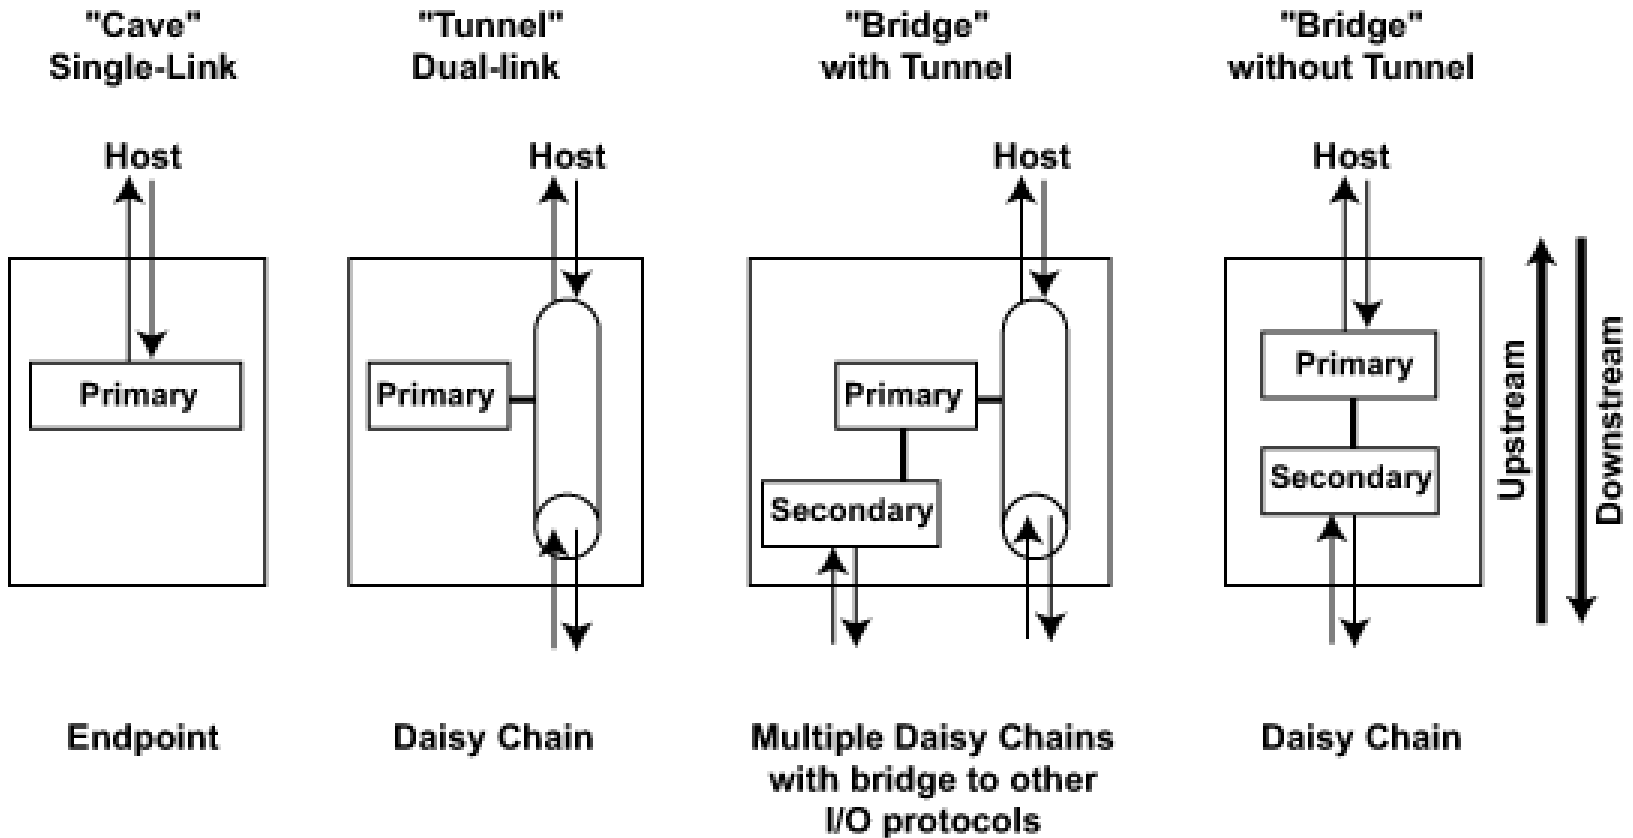 "Cave"
Single-Link
"Tunnel"
Dual-link
"Bridge"
with Tunnel
"Bridge"
without Tunnel
Host
Host
Host
Host
Primary
Primary
Primary
Secondary
Primary
Secondary
Upstream
Downstream
Endpoint
Daisy Chain
Multiple Daisy Chains
with bridge to other
I/O protocols
Daisy Chain